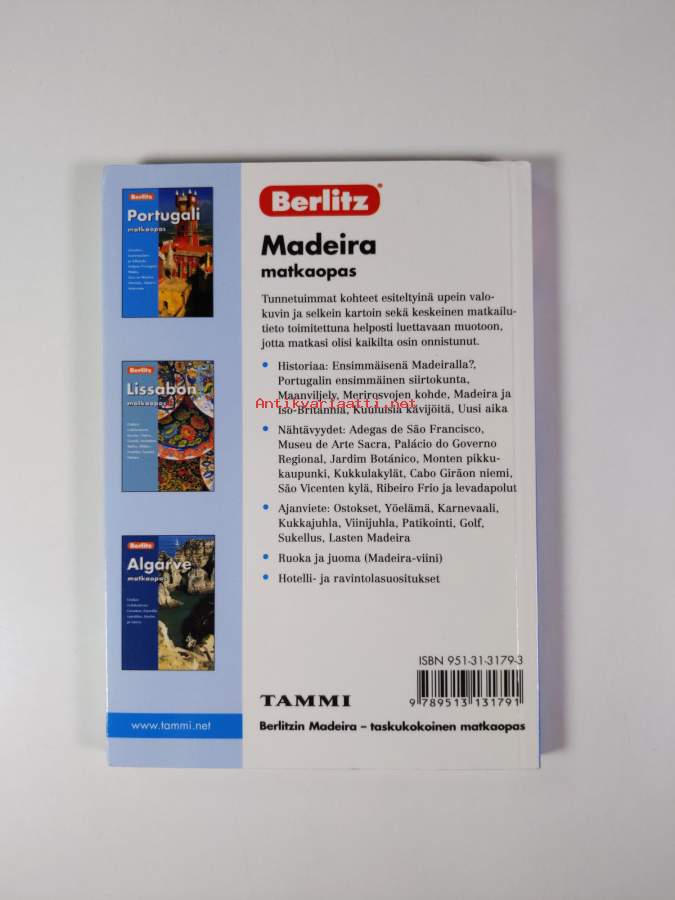 Berlitz
Portugali
matkaopas
Berlitz
Lissabon
matkaopas
Berlitz
Algarve
matkaopas
www.tammi.net
Berlitz®
Madeira
matkaopas
Tunnetuimmat kohteet esiteltyinä upein valo-
kuvin ja selkein kartoin sekä keskeinen matkailu-
tieto toimitettuna helposti luettavaan muotoon,
jotta matkasi olisi kaikilta osin onnistunut.
• Historiaa: Ensimmäisenä Madeiralla?,
Portugalin ensimmäinen siirtokunta,
Maanviljely, Merirosvojen kohde, Madeira ja
Iso-Britannia, Kuuluisia kävijöitä, Uusi aika
Antikvariaatti.net
• Nähtävyydet: Adegas de São Francisco,
Museu de Arte Sacra, Palácio do Governo
Regional, Jardim Botánico, Monten pikku-
kaupunki, Kukkulakylät, Cabo Girãon niemi,
São Vicenten kylä, Ribeiro Frio ja levadapolut
• Ajanviete: Ostokset, Yöelämä, Karnevaali,
Kukkajuhla, Viinijuhla, Patikointi, Golf,
Sukellus, Lasten Madeira
• Ruoka ja juoma (Madeira-viini)
• Hotelli- ja ravintolasuositukset
ISBN 951-31-3179-3
9 789513 131791
TAMMI
Berlitzin Madeira – taskukokoinen matkaopas